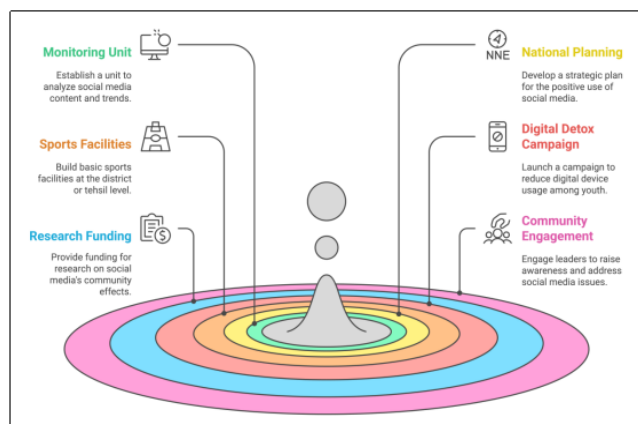 Monitoring Unit
Establish a unit to
analyze social media
content and trends.
Sports Facilities
Build basic sports
facilities at the district
or tehsil level.
Research Funding
Provide funding for
research on social
media's community
effects.
NNE
National Planning
Develop a strategic plan
for the positive use of
social media.
Digital Detox
Campaign
Launch a campaign to
reduce digital device
usage among youth.
Community
Engagement
Engage leaders to raise
awareness and address
social media issues.